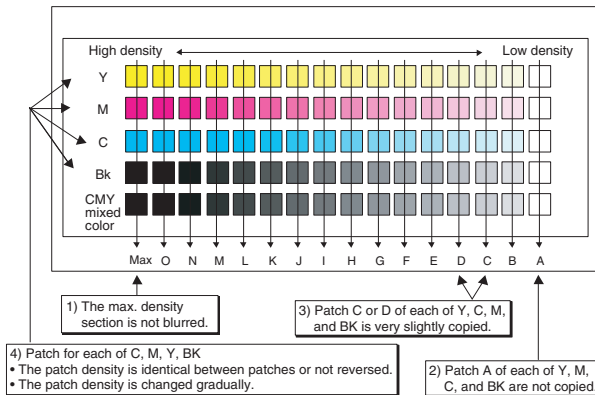 High density
Low density
Y
M
C
Bk
CMY
mixed
color
Max O N M L K J I H G F E D C B A
1) The max. density
section is not blurred.
3) Patch C or D of each of Y, C, M,
and BK is very slightly copied.
4) Patch for each of C, M, Y, BK
• The patch density is identical between patches or not reversed.
• The patch density is changed gradually.
2) Patch A of each of Y, M,
C, and BK are not copied.